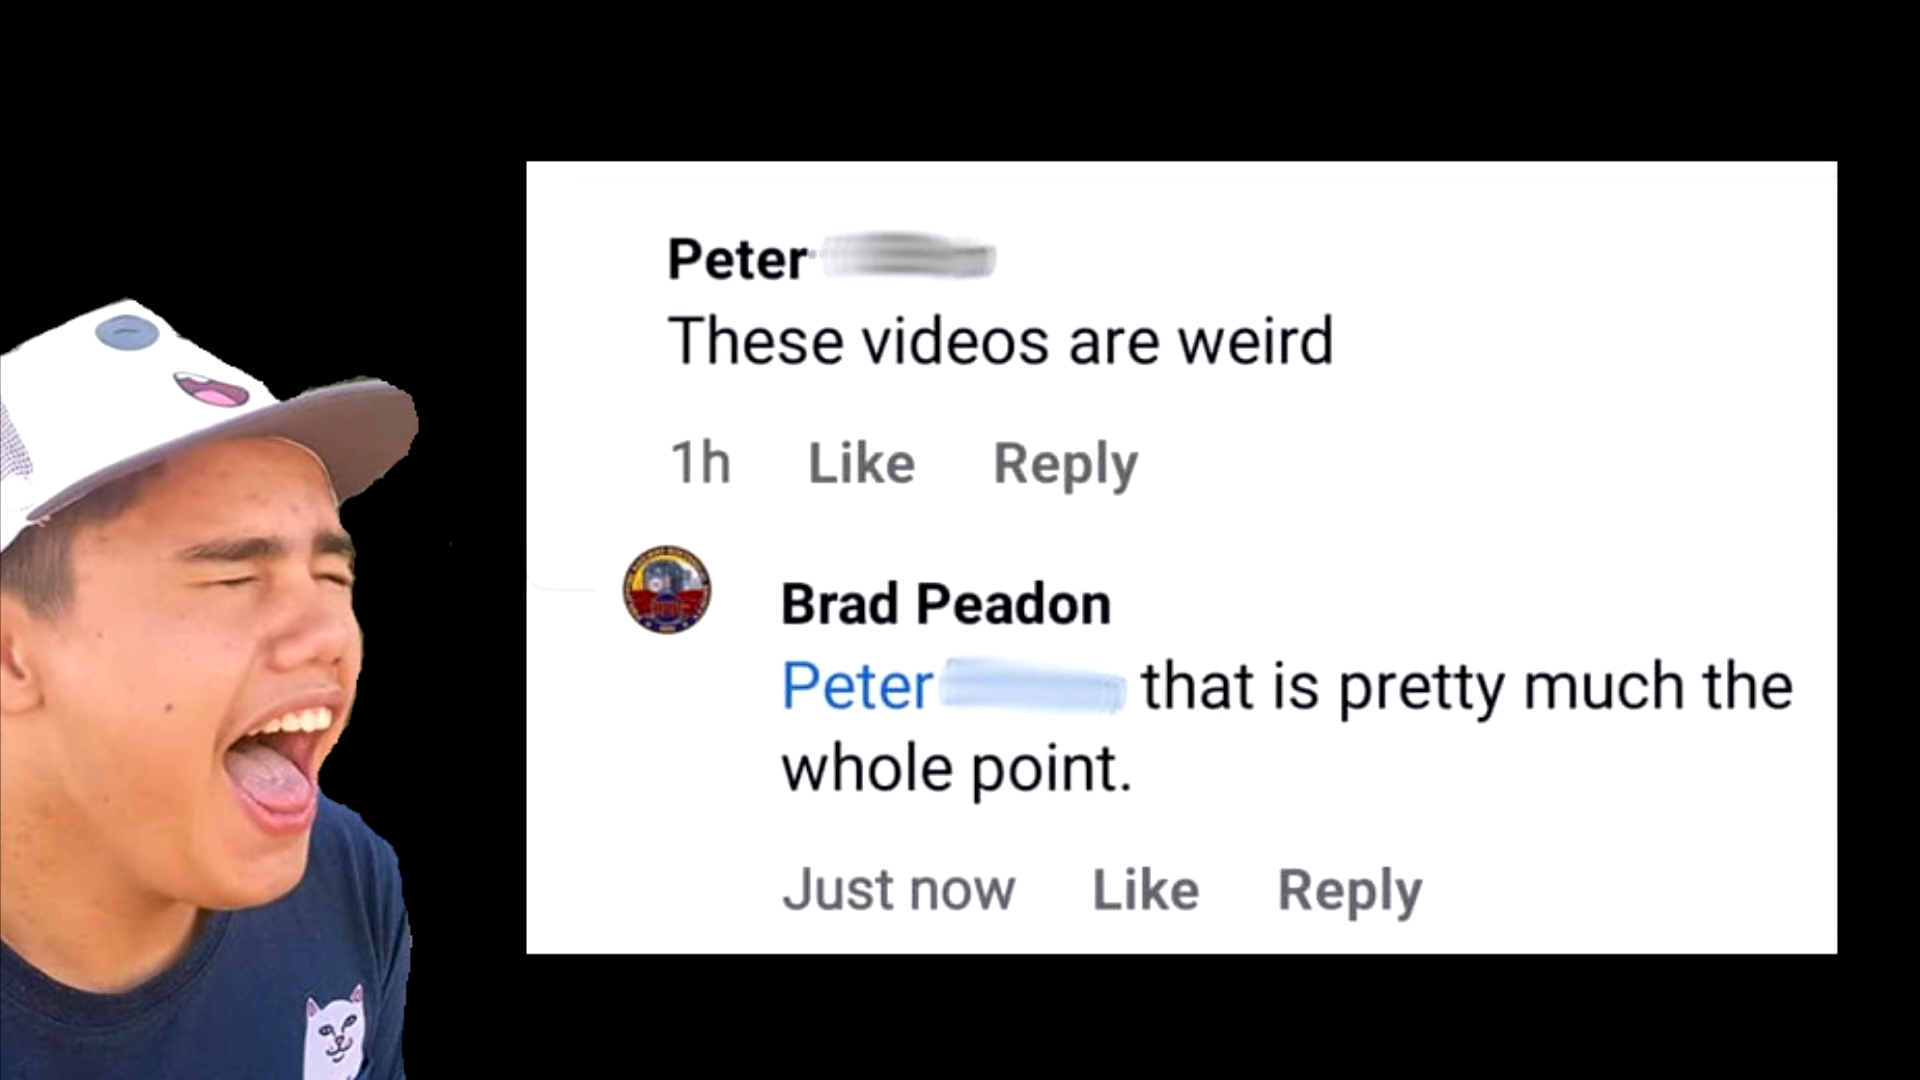 Peter
These videos are weird
1h Like Reply
Brad Peadon
Peter that is pretty much the
whole point.
Just now Like Reply